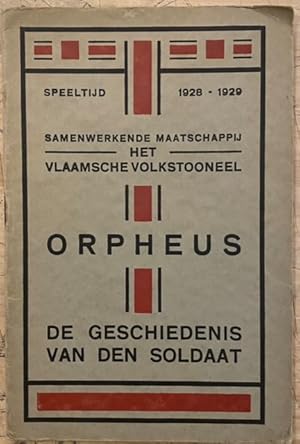 SPEELTIJD 1928 - 1929
SAMENWERKENDE MAATSCHAPPIJ
HET
VLAAMSCHE VOLKSTOONEEL
ORPHEUS
DE GESCHIEDENIS
VAN DEN SOLDAAT